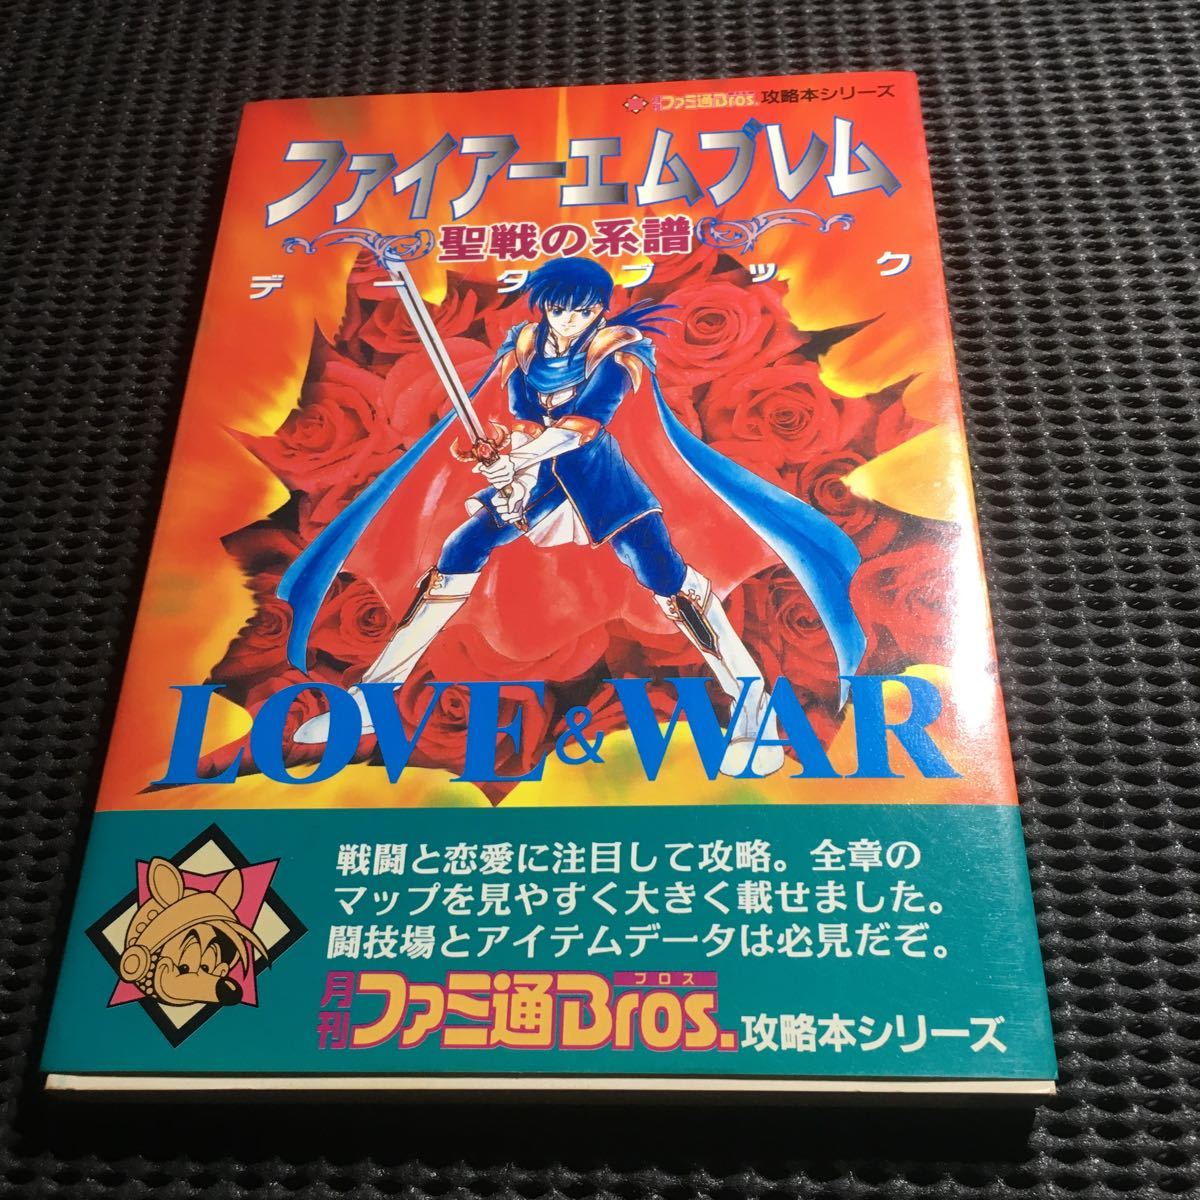 月刊ファミ通Bros.攻略本シリーズ
ファイアーエムブレム
聖戦の系譜
データブック
LOVE & WAR
戦闘と恋愛に注目して攻略。全章の
マップを見やすく大きく載せました。
闘技場とアイテムデータは必見だぞ。
ブロス
月刊ファミ通Bros.攻略本シリーズ